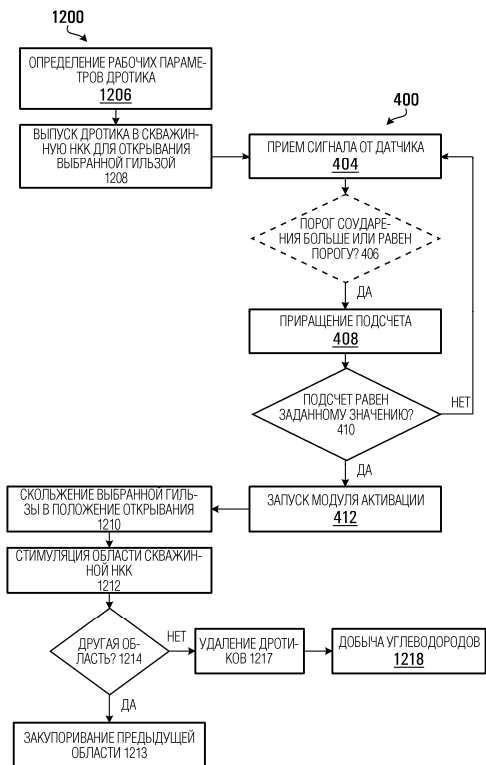 1200
ОПРЕДЕЛЕНИЕ РАБОЧИХ ПАРАМЕ-
ТРОВ ДРОТИКА
1206
ВЫПУСК ДРОТИКА В СКВАЖИН-
НУЮ НКК ДЛЯ ОТКРЫВАНИЯ
ВЫБРАННОЙ ГИЛЬЗОЙ
1208
400
ПРИЕМ СИГНАЛА ОТ ДАТЧИКА
404
ПОРОГ СОУДАРЕ-
НИЯ БОЛЬШЕ ИЛИ РАВЕН
ПОРОГУ? 406
ДА
ПРИРАЩЕНИЕ ПОДСЧЕТА
408
ПОДСЧЕТ РАВЕН
ЗАДАННОМУ ЗНАЧЕНИЮ?
410
НЕТ
ДА
ЗАПУСК МОДУЛЯ АКТИВАЦИИ
412
СКОЛЬЖЕНИЕ ВЫБРАННОЙ ГИЛЬ-
ЗЫ В ПОЛОЖЕНИЕ ОТКРЫВАНИЯ
1210
СТИМУЛЯЦИЯ ОБЛАСТИ СКВАЖИН-
НОЙ НКК
1212
ДРУГАЯ ОБ-
ЛАСТЬ? 1214
НЕТ
УДАЛЕНИЕ ДРОТИ-
КОВ 1217
ДОБЫЧА УГЛЕВОДОРОДОВ
1218
ДА
ЗАКУПОРИВАНИЕ ПРЕДЫДУЩЕЙ
ОБЛАСТИ 1213